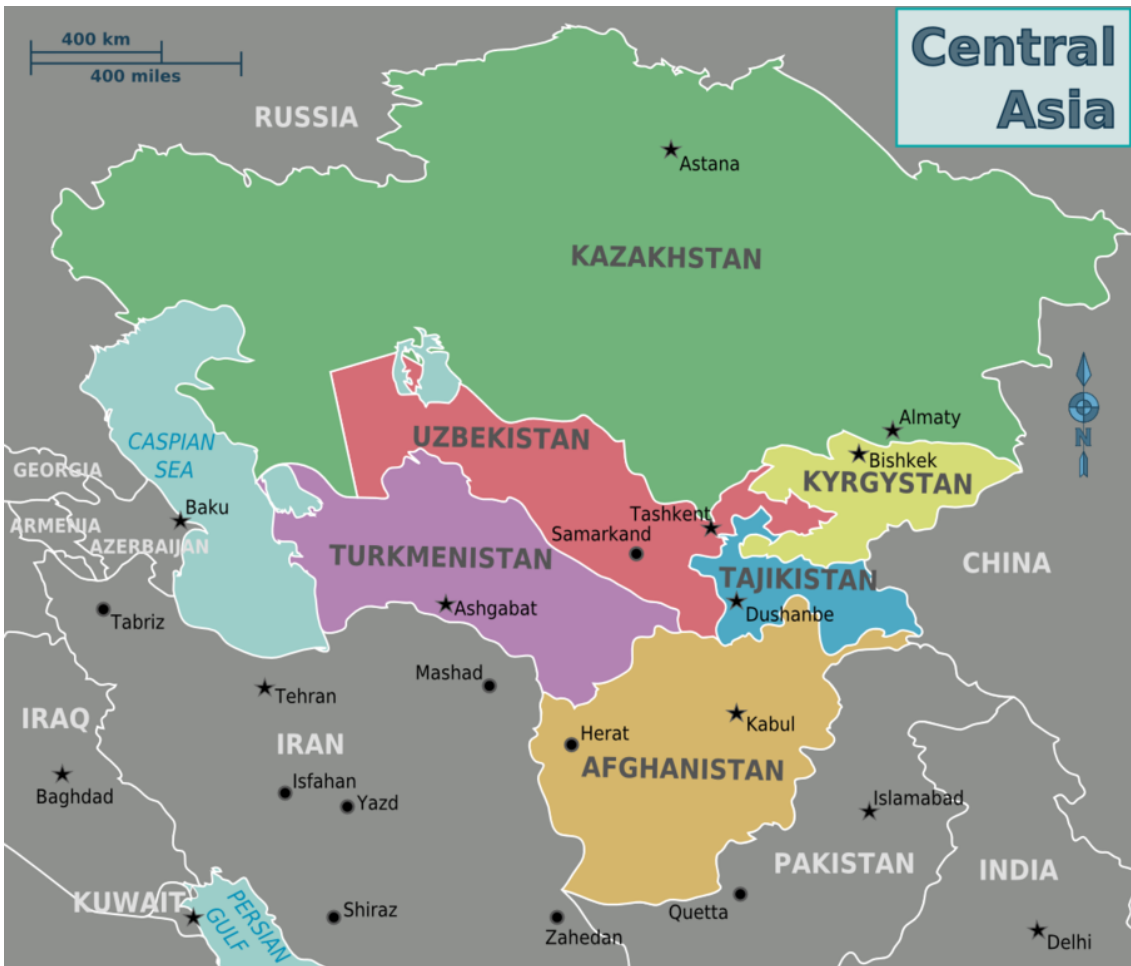 400 km
400 miles
Central
Asia
RUSSIA
Astana
KAZAKHSTAN
Almaty
CASPIAN
SEA
UZBEKISTAN
Bishkek
GEORGIA
KYRGYSTAN
Baku
Tashkent
ARMENIA
Samarkand
AZERBAIJAN
TURKMENISTAN
CHINA
TAJIKISTAN
Ashgabat
Dushanbe
Tabriz
Mashad
Tehran
IRAQ
Kabul
Herat
IRAN
AFGHANISTAN
Isfahan
Baghdad
Yazd
Islamabad
PAKISTAN
INDIA
KUWAIT
PERSIAN
GULF
Shiraz
Quetta
Zahedan
Delhi
N